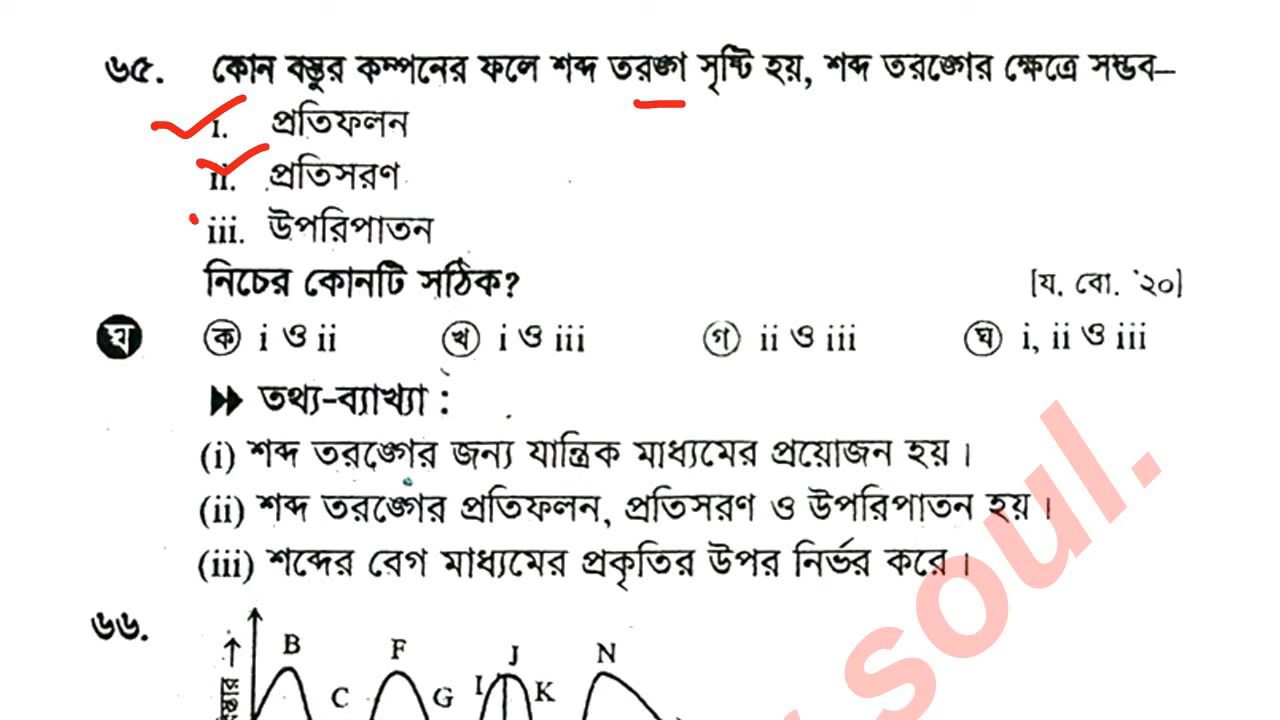 ৬৫. কোন বস্তুর কম্পনের ফলে শব্দ তরঙ্গ সৃষ্টি হয়, শব্দ তরঙ্গের ক্ষেত্রে সম্ভব–
i. প্রতিফলন
ii. প্রতিসরণ
iii. উপরিপাতন
নিচের কোনটি সঠিক? [য. বো. '২০]
ঘ ক i ও ii খ i ও iii গ ii ও iii ঘ i, ii ও iii
তথ্য-ব্যাখ্যা :
(i) শব্দ তরঙ্গের জন্য যান্ত্রিক মাধ্যমের প্রয়োজন হয়।
(ii) শব্দ তরঙ্গের প্রতিফলন, প্রতিসরণ ও উপরিপাতন হয়।
(iii) শব্দের বেগ মাধ্যমের প্রকৃতির উপর নির্ভর করে।
৬৬.
B F J N
C G I K
soul.